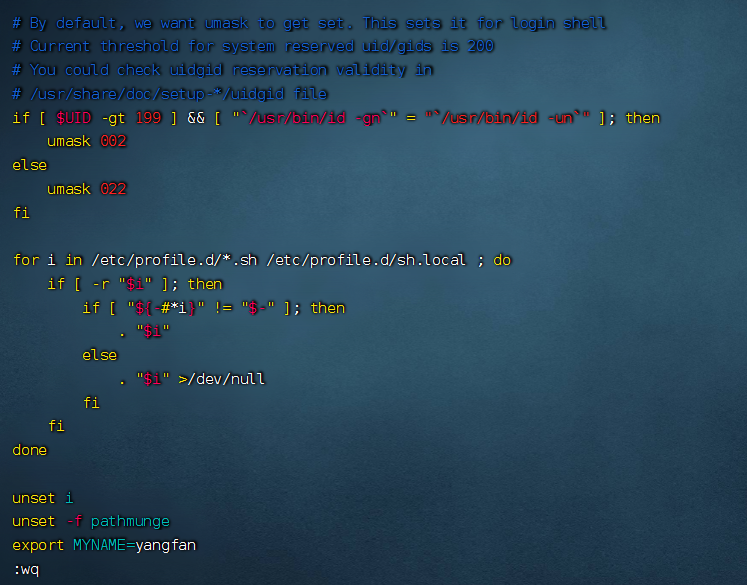 # By default, we want umask to get set. This sets it for login shell
# Current threshold for system reserved uid/gids is 200
# You could check uidgid reservation validity in
# /usr/share/doc/setup-*/uidgid file
if [ $UID -gt 199 ] && [ "`/usr/bin/id -gn`" = "`/usr/bin/id -un`" ]; then
    umask 002
else
    umask 022
fi

for i in /etc/profile.d/*.sh /etc/profile.d/sh.local ; do
    if [ -r "$i" ]; then
        if [ "${-#*i}" != "$-" ]; then
            . "$i"
        else
            . "$i" >/dev/null
        fi
    fi
done

unset i
unset -f pathmunge
export MYNAME=yangfan
:wq